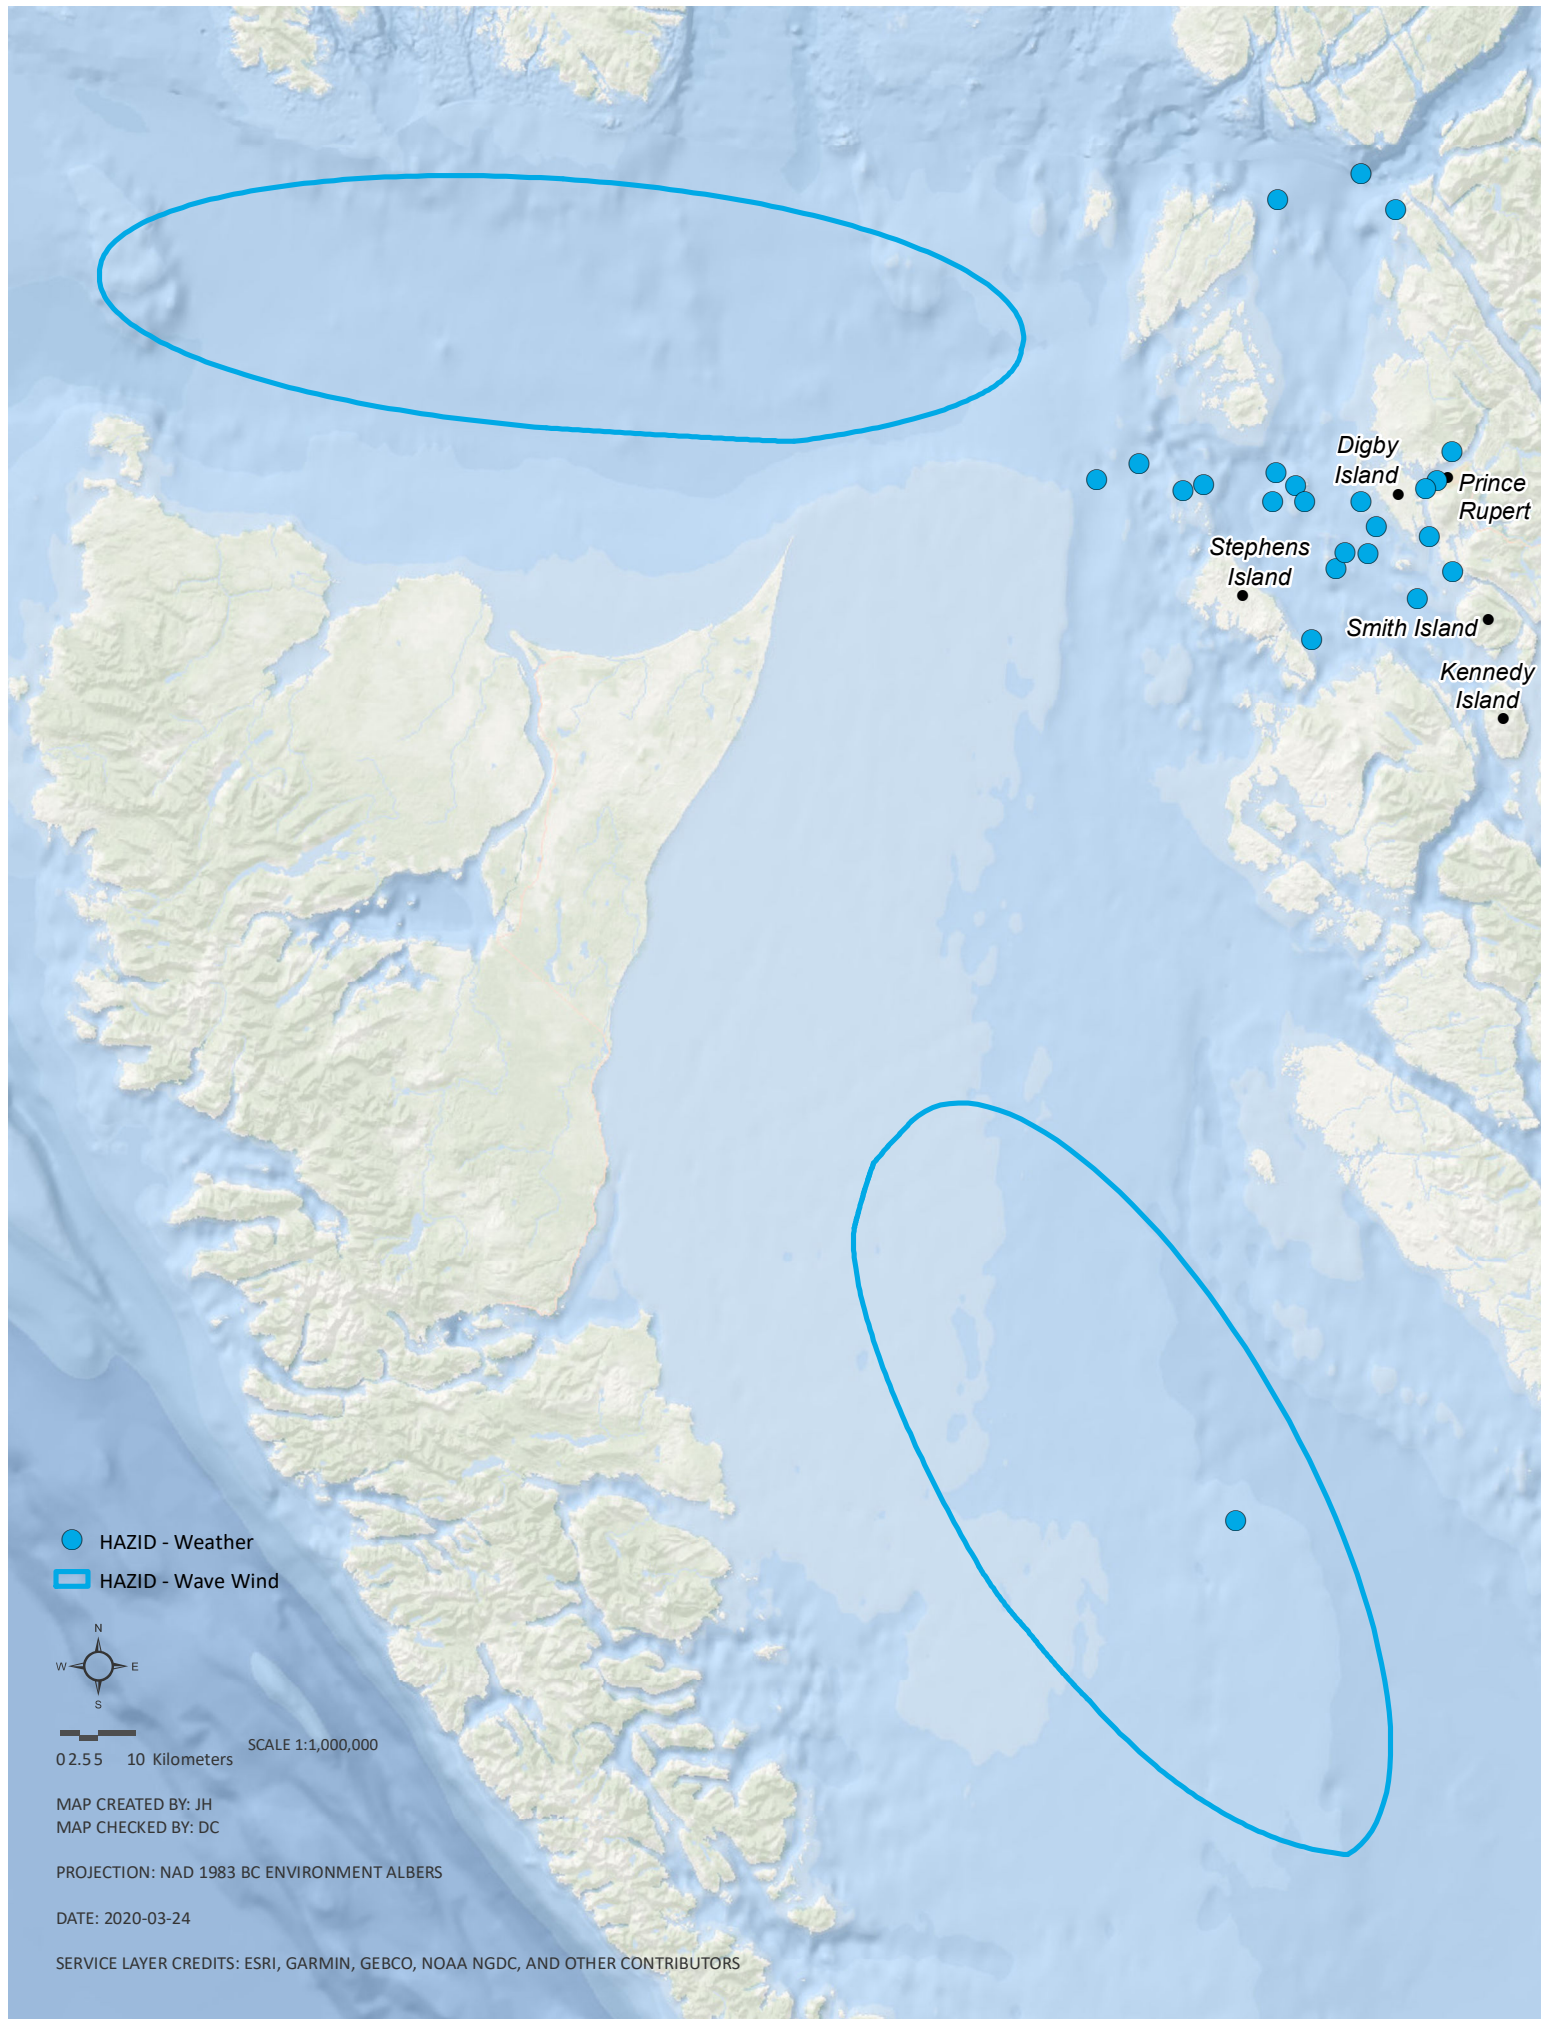 Digby
Island
Prince
Rupert
Stephens
Island
Smith Island
Kennedy
Island
HAZID - Weather
HAZID - Wave Wind
N
W E
S
0 2.5 5 10 Kilometers
SCALE 1:1,000,000
MAP CREATED BY: JH
MAP CHECKED BY: DC
PROJECTION: NAD 1983 BC ENVIRONMENT ALBERS
DATE: 2020-03-24
SERVICE LAYER CREDITS: ESRI, GARMIN, GEBCO, NOAA NGDC, AND OTHER CONTRIBUTORS